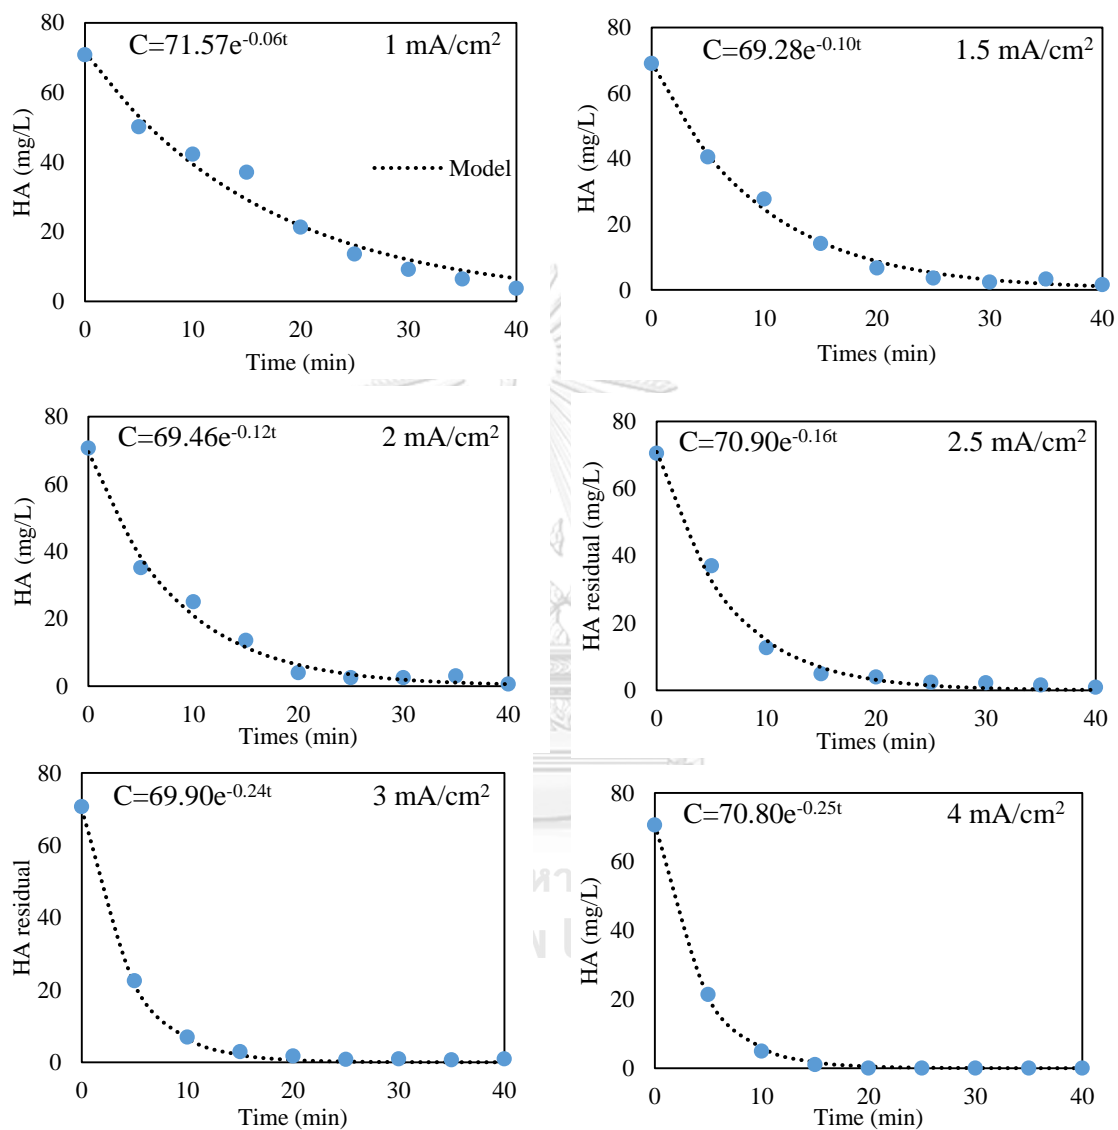 C=71.57e^-0.06t
1 mA/cm²
HA (mg/L)
80
60
40
20
0
Model
0 10 20 30 40
Time (min)
C=69.28e^-0.10t
1.5 mA/cm²
HA (mg/L)
80
60
40
20
0
0 10 20 30 40
Times (min)
C=69.46e^-0.12t
2 mA/cm²
HA (mg/L)
80
60
40
20
0
0 10 20 30 40
Times (min)
C=70.90e^-0.16t
2.5 mA/cm²
HA residual (mg/L)
80
60
40
20
0
0 10 20 30 40
Times (min)
C=69.90e^-0.24t
3 mA/cm²
HA residual
80
60
40
20
0
0 10 20 30 40
Time (min)
C=70.80e^-0.25t
4 mA/cm²
HA (mg/L)
80
60
40
20
0
0 10 20 30 40
Time (min)